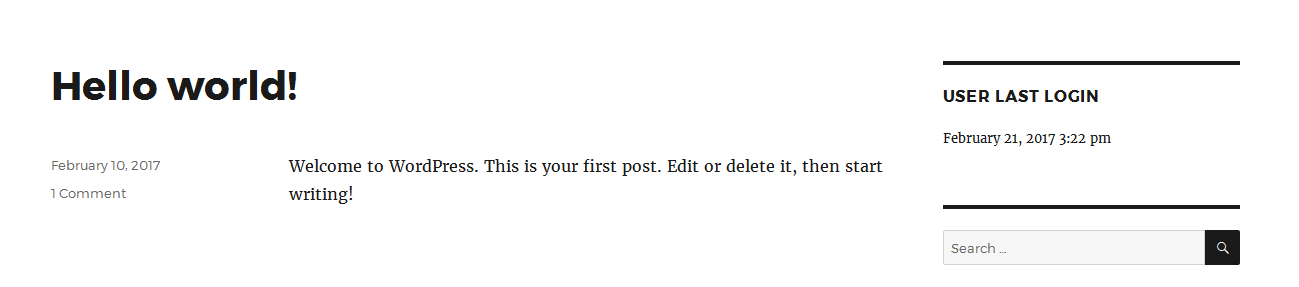 Hello world!
February 10, 2017
1 Comment
Welcome to WordPress. This is your first post. Edit or delete it, then start
writing!
USER LAST LOGIN
February 21, 2017 3:22 pm
Search …